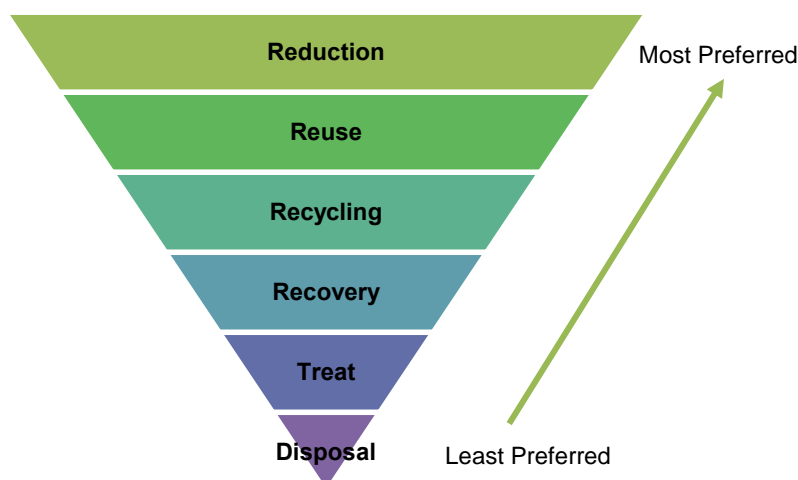 Reduction
Most Preferred
Reuse
Recycling
Recovery
Treat
Disposal
Least Preferred